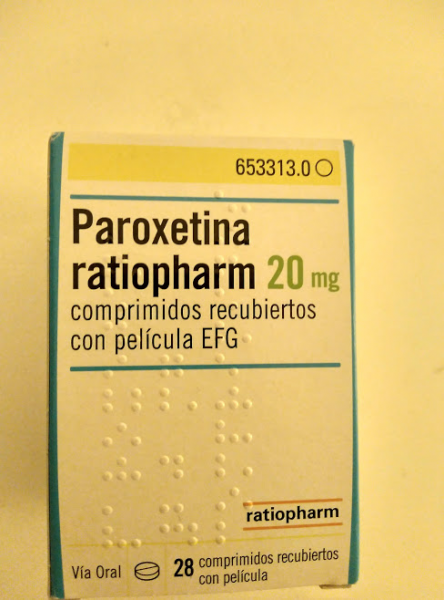 653313.0
Paroxetina
ratiopharm 20 mg
comprimidos recubiertos
con película EFG
ratiopharm
Vía Oral 28 comprimidos recubiertos
con película